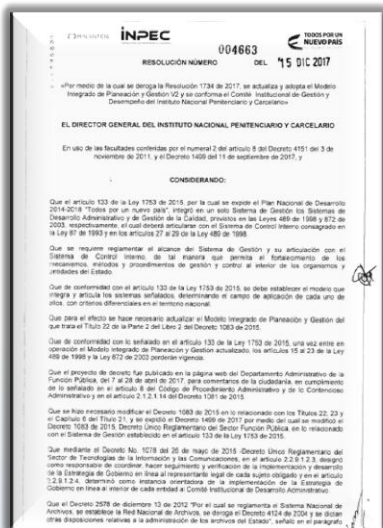 INPEC
TODOS POR UN
NUEVO PAÍS
004663
RESOLUCIÓN NÚMERO DEL 15 DIC 2017
«Por medio de la cual se deroga la Resolución 1734 de 2017, se actualiza y adopta el Modelo
Integrado de Planeación y Gestión V2 y se conforma el Comité Institucional de Gestión y
Desempeño del Instituto Nacional Penitenciario y Carcelario»
EL DIRECTOR GENERAL DEL INSTITUTO NACIONAL PENITENCIARIO Y CARCELARIO
En uso de las facultades conferidas por el numeral 2 del artículo 8 del Decreto 4151 del 3 de
noviembre de 2011, y el Decreto 1499 del 11 de septiembre de 2017, y
CONSIDERANDO:
Que el artículo 133 de la Ley 1753 de 2015, por la cual se expide el Plan Nacional de Desarrollo
2014-2018 "Todos por un nuevo país", integró en un solo Sistema de Gestión los Sistemas de
Desarrollo Administrativo y de Gestión de la Calidad, previstos en las Leyes 489 de 1998 y 872 de
2003, respectivamente, el cual deberá articularse con el Sistema de Control Interno consagrado en
la Ley 87 de 1993 y en los artículos 27 al 29 de la Ley 489 de 1998.
Que se requiere reglamentar el alcance del Sistema de Gestión y su articulación con el
Sistema de Control Interno, de tal manera que permita el fortalecimiento de los
mecanismos, métodos y procedimientos de gestión y control al interior de los organismos y
entidades del Estado.
Que de conformidad con el artículo 133 de la Ley 1753 de 2015, se debe establecer el modelo que
integra y articula los sistemas señalados, determinando el campo de aplicación de cada uno de
ellos, con criterios diferenciales en el territorio nacional.
Que para el efecto se hace necesario actualizar el Modelo Integrado de Planeación y Gestión del
que trata el Título 22 de la Parte 2 del Libro 2 del Decreto 1083 de 2015.
Que de conformidad con lo señalado en el artículo 133 de la Ley 1753 de 2015, una vez entre en
operación el Modelo Integrado de Planeación y Gestión actualizado, los artículos 15 al 23 de la Ley
489 de 1998 y la Ley 872 de 2003 perderán vigencia.
Que el proyecto de decreto fue publicado en la página web del Departamento Administrativo de la
Función Pública, del 7 al 28 de abril de 2017, para comentarios de la ciudadanía, en cumplimiento
de lo señalado en el artículo 8 del Código de Procedimiento Administrativo y de lo Contencioso
Administrativo y en el artículo 2.1.2.1.14 del Decreto 1081 de 2015.
Que se hizo necesario modificar el Decreto 1083 de 2015 en lo relacionado con los Títulos 22, 23 y
el Capítulo 6 del Título 21, y se expidió el Decreto 1499 de 2017 por medio del cual se modificó el
Decreto 1083 de 2015, Decreto Único Reglamentario del Sector Función Pública, en lo relacionado
con el Sistema de Gestión establecido en el artículo 133 de la Ley 1753 de 2015.
Que mediante el Decreto No. 1078 del 26 de mayo de 2015 -Decreto Único Reglamentario del
Sector de Tecnologías de la Información y las Comunicaciones, en el artículo 2.2.9.1.2.3, designó
como responsable de coordinar, hacer seguimiento y verificación de la implementación y desarrollo
de la Estrategia de Gobierno en línea al representante legal de cada sujeto obligado y en el artículo
2.2.9.1.2.4, determinó como instancia orientadora de la implementación de la Estrategia de
Gobierno en línea al interior de cada entidad al Comité Institucional de Desarrollo Administrativo.
Que el Decreto 2578 de diciembre 13 de 2012 "Por el cual se reglamenta el Sistema Nacional de
Archivos, se establece la Red Nacional de Archivos, se deroga el Decreto 4124 de 2004 y se dictan
otras disposiciones relativas a la administración de los archivos del Estado", señaló en el parágrafo